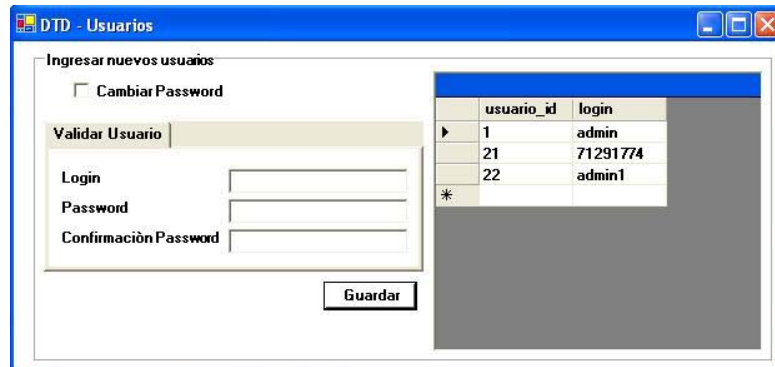 DTD - Usuarios
Ingresar nuevos usuarios
Cambiar Password
Validar Usuario
Login
Password
Confirmaciòn Password
Guardar
usuario_id login
1 admin
21 71291774
22 admin1